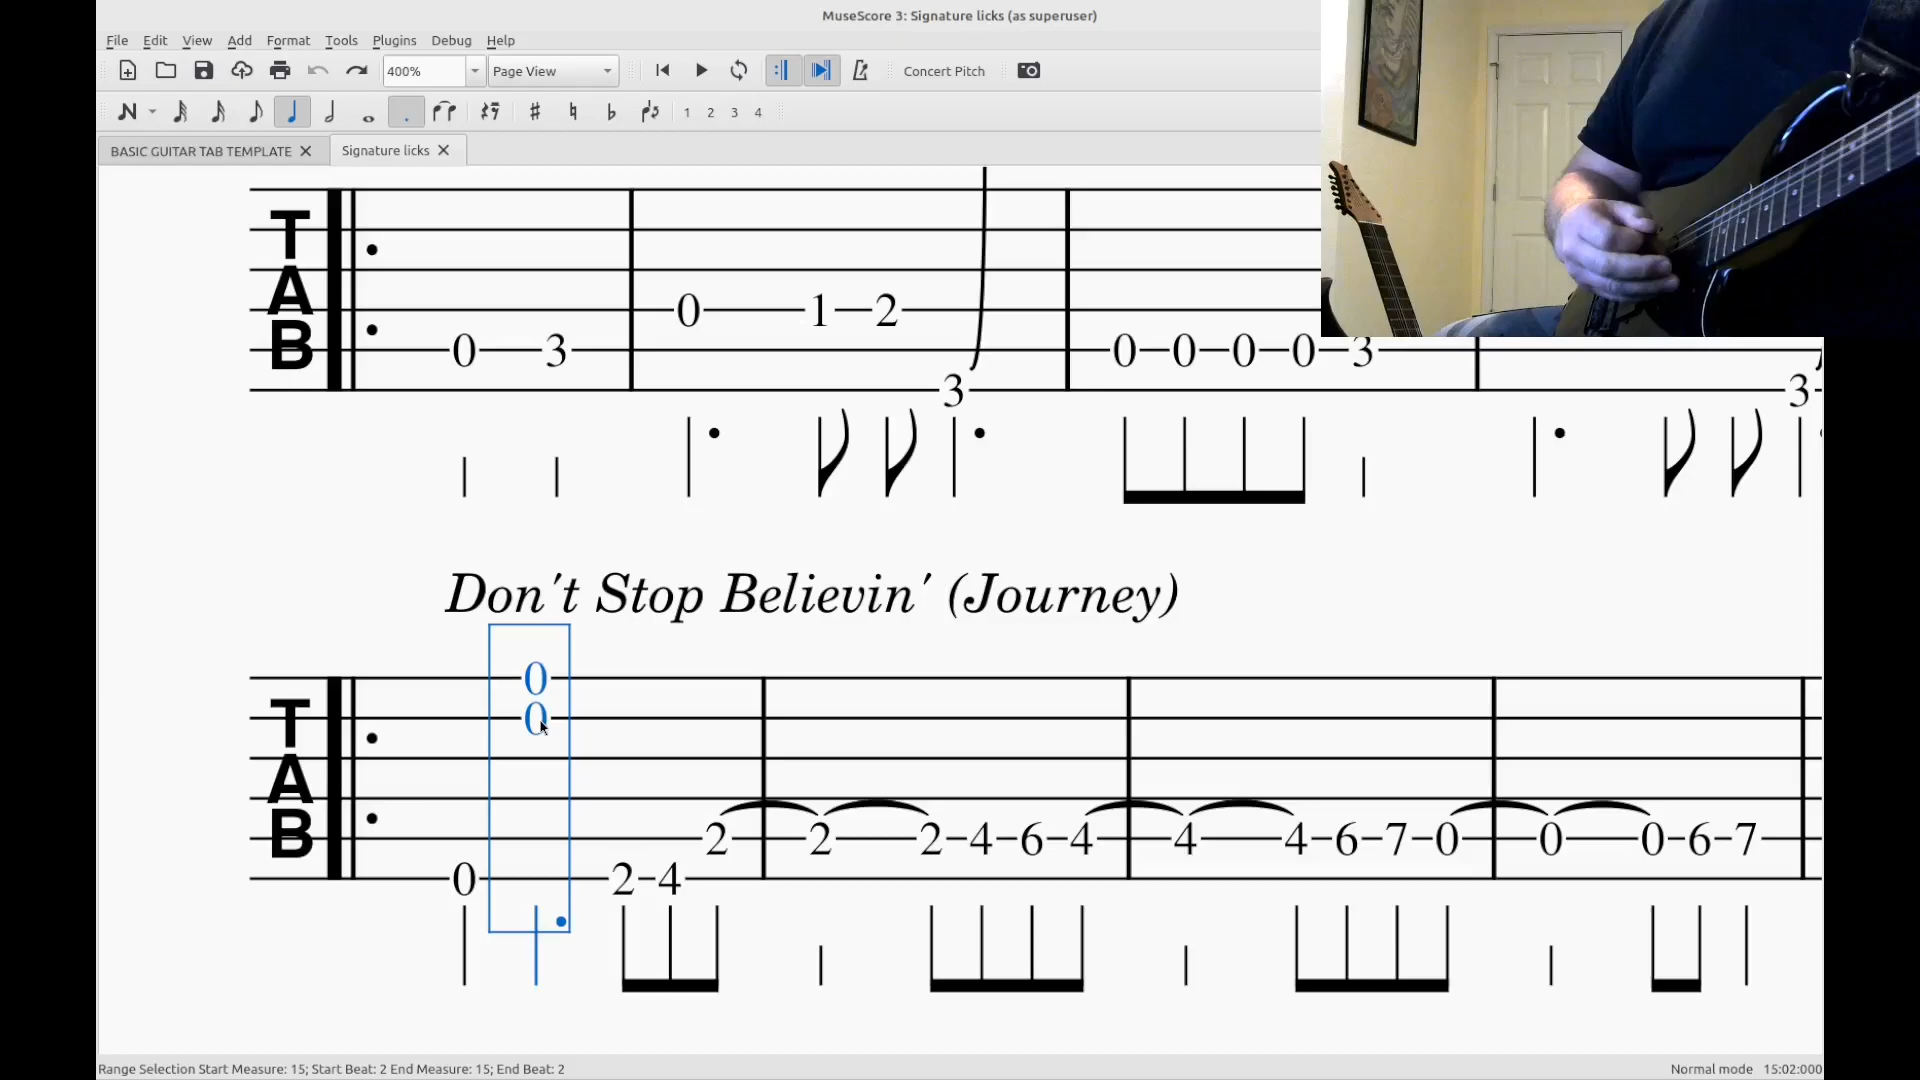 MuseScore 3: Signature licks (as superuser)
File Edit View Add Format Tools Plugins Debug Help
400% Page View Concert Pitch
1 2 3 4
BASIC GUITAR TAB TEMPLATE Signature licks
T
A
B
0 3 0 1 2 3 0 0 0 0 3 3
Don't Stop Believin' (Journey)
T
A
B
0
0
2 2 2 4 6 4 4 4 6 7 0 0 0 6 7
0 2 4
Range Selection Start Measure: 15; Start Beat: 2 End Measure: 15; End Beat: 2
Normal mode 15:02:000